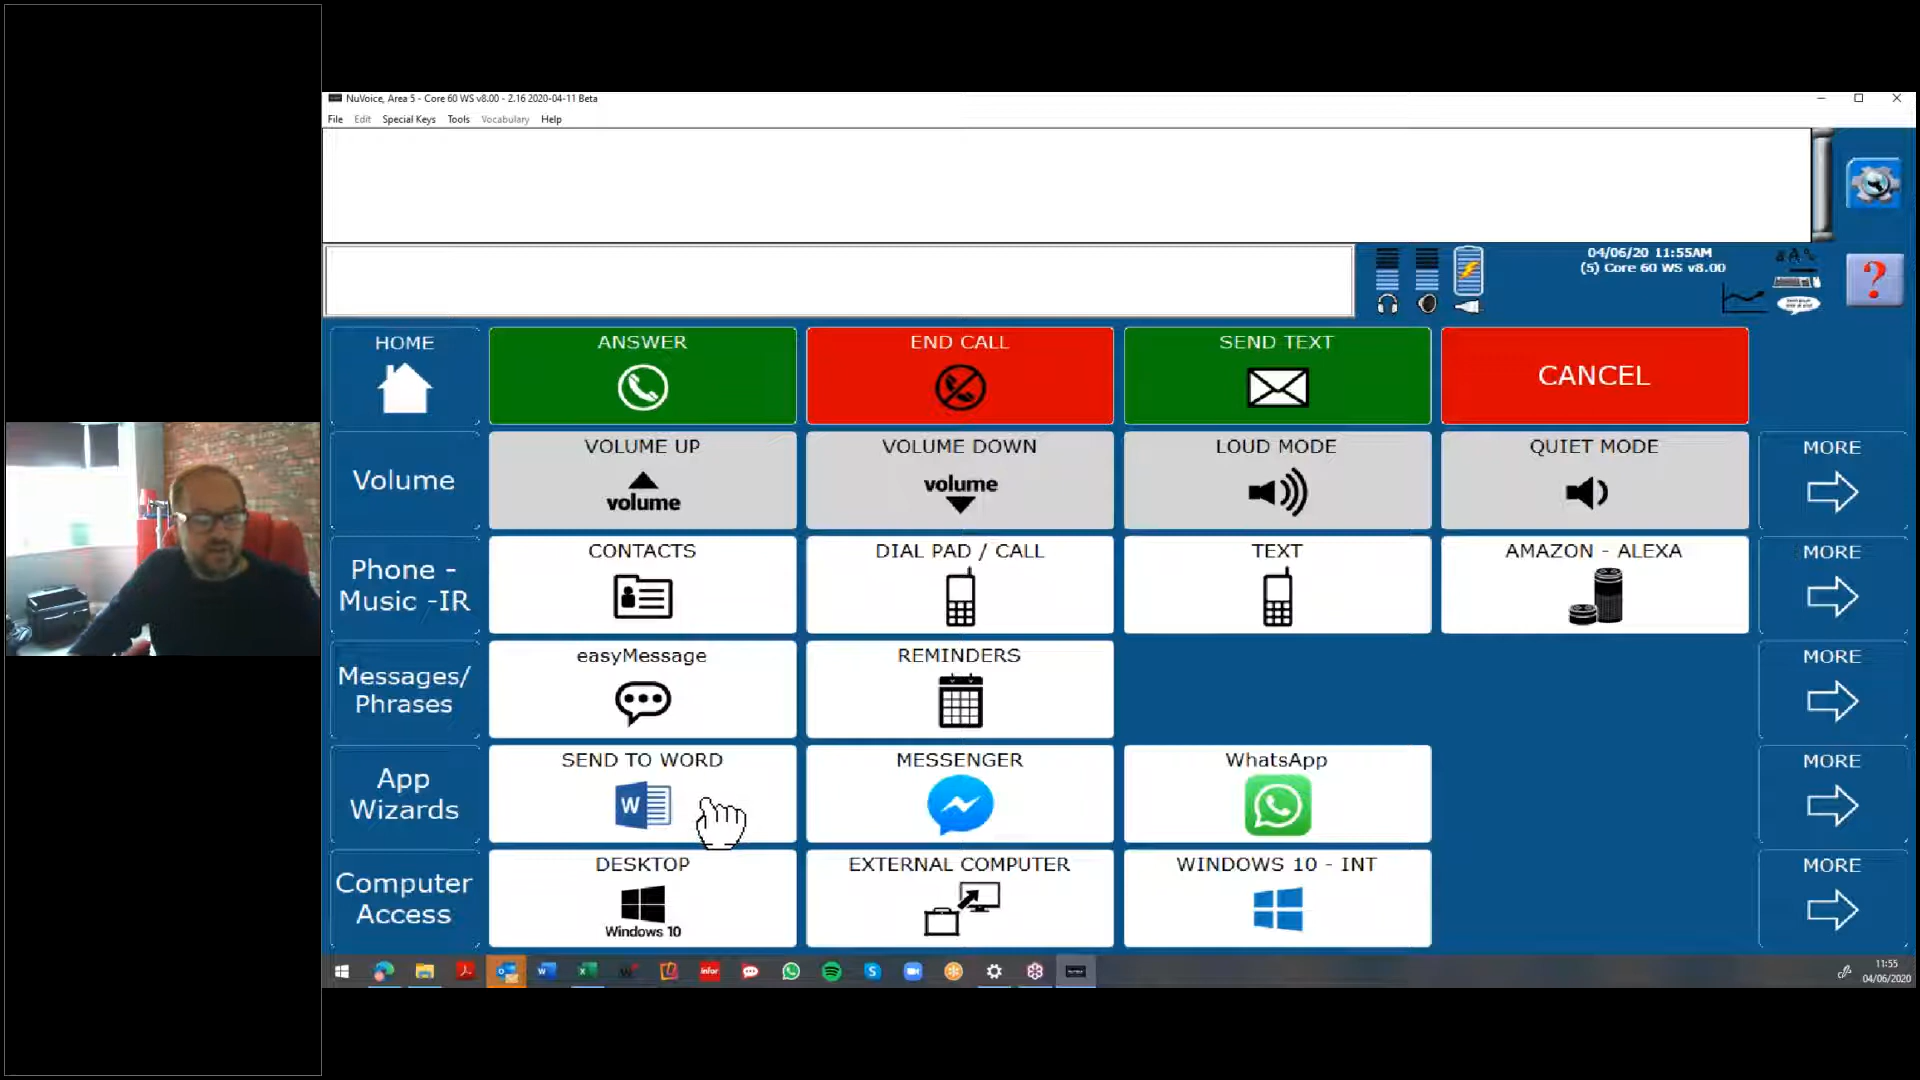 NuVoice, Area 5 - Core 60 WS v8.00 - 2.16 2020-04-11 Beta
File Edit Special Keys Tools Vocabulary Help
04/06/20 11:55AM
(5) Core 60 WS v8.00
?
HOME
ANSWER
END CALL
SEND TEXT
CANCEL
Volume
VOLUME UP
volume
VOLUME DOWN
volume
LOUD MODE
QUIET MODE
MORE
Phone -
Music -IR
CONTACTS
DIAL PAD / CALL
TEXT
AMAZON - ALEXA
MORE
Messages/
Phrases
easyMessage
REMINDERS
MORE
App
Wizards
SEND TO WORD
W
MESSENGER
WhatsApp
MORE
Computer
Access
DESKTOP
Windows 10
EXTERNAL COMPUTER
WINDOWS 10 - INT
MORE
infor
11:55
04/06/2020